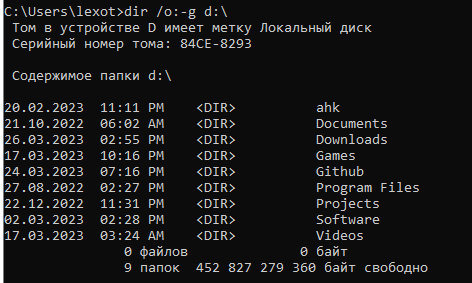 C:\Users\lexot>dir /o:-g d:\
Том в устройстве D имеет метку Локальный диск
Серийный номер тома: 84CE-8293
Содержимое папки d:\
20.02.2023 11:11 PM <DIR> ahk
21.10.2022 06:02 AM <DIR> Documents
26.03.2023 02:55 PM <DIR> Downloads
17.03.2023 10:16 PM <DIR> Games
24.03.2023 07:16 PM <DIR> Github
27.08.2022 02:27 PM <DIR> Program Files
22.12.2022 11:31 PM <DIR> Projects
02.03.2023 02:28 PM <DIR> Software
17.03.2023 03:24 AM <DIR> Videos
0 файлов 0 байт
9 папок 452 827 279 360 байт свободно